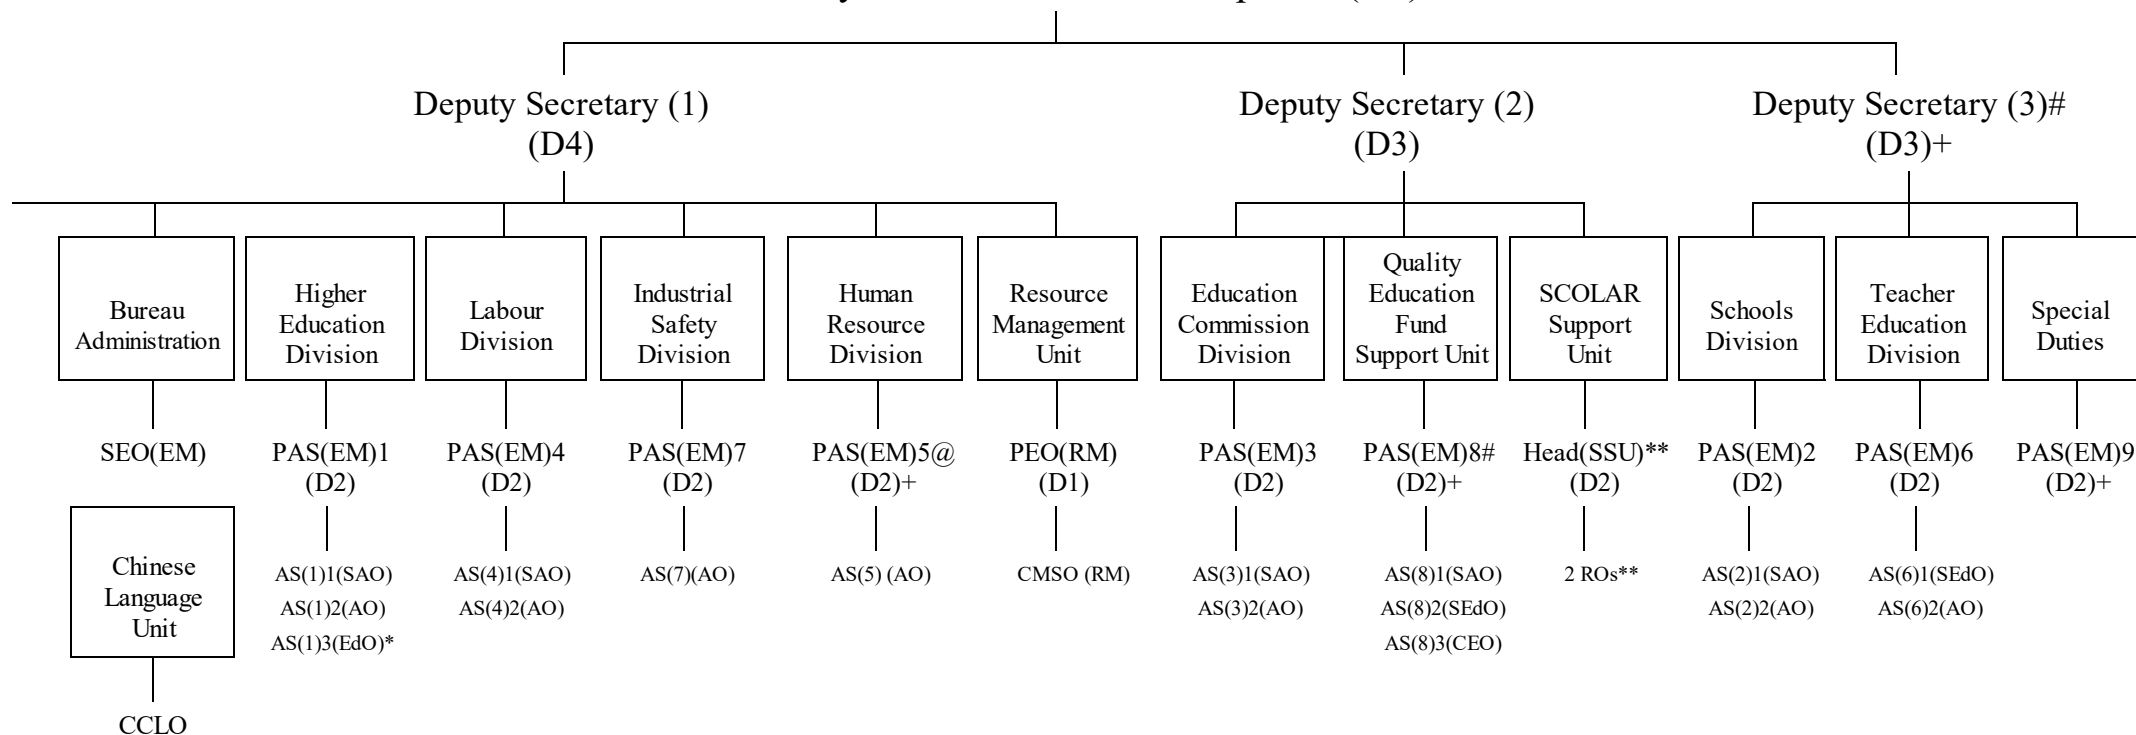 Deputy Secretary (1)
(D4)
Deputy Secretary (2)
(D3)
Deputy Secretary (3)#
(D3)+
Bureau
Administration
Higher
Education
Division
Labour
Division
Industrial
Safety
Division
Human
Resource
Division
Resource
Management
Unit
Education
Commission
Division
Quality
Education
Fund
Support Unit
SCOLAR
Support
Unit
Schools
Division
Teacher
Education
Division
Special
Duties
SEO(EM)
PAS(EM)1
(D2)
PAS(EM)4
(D2)
PAS(EM)7
(D2)
PAS(EM)5@
(D2)+
PEO(RM)
(D1)
PAS(EM)3
(D2)
PAS(EM)8#
(D2)+
Head(SSU)**
(D2)
PAS(EM)2
(D2)
PAS(EM)6
(D2)
PAS(EM)9
(D2)+
Chinese
Language
Unit
CCLO
AS(1)1(SAO)
AS(1)2(AO)
AS(1)3(EdO)*
AS(4)1(SAO)
AS(4)2(AO)
AS(7)(AO)
AS(5) (AO)
CMSO (RM)
AS(3)1(SAO)
AS(3)2(AO)
AS(8)1(SAO)
AS(8)2(SEdO)
AS(8)3(CEO)
2 ROs**
AS(2)1(SAO)
AS(2)2(AO)
AS(6)1(SEdO)
AS(6)2(AO)